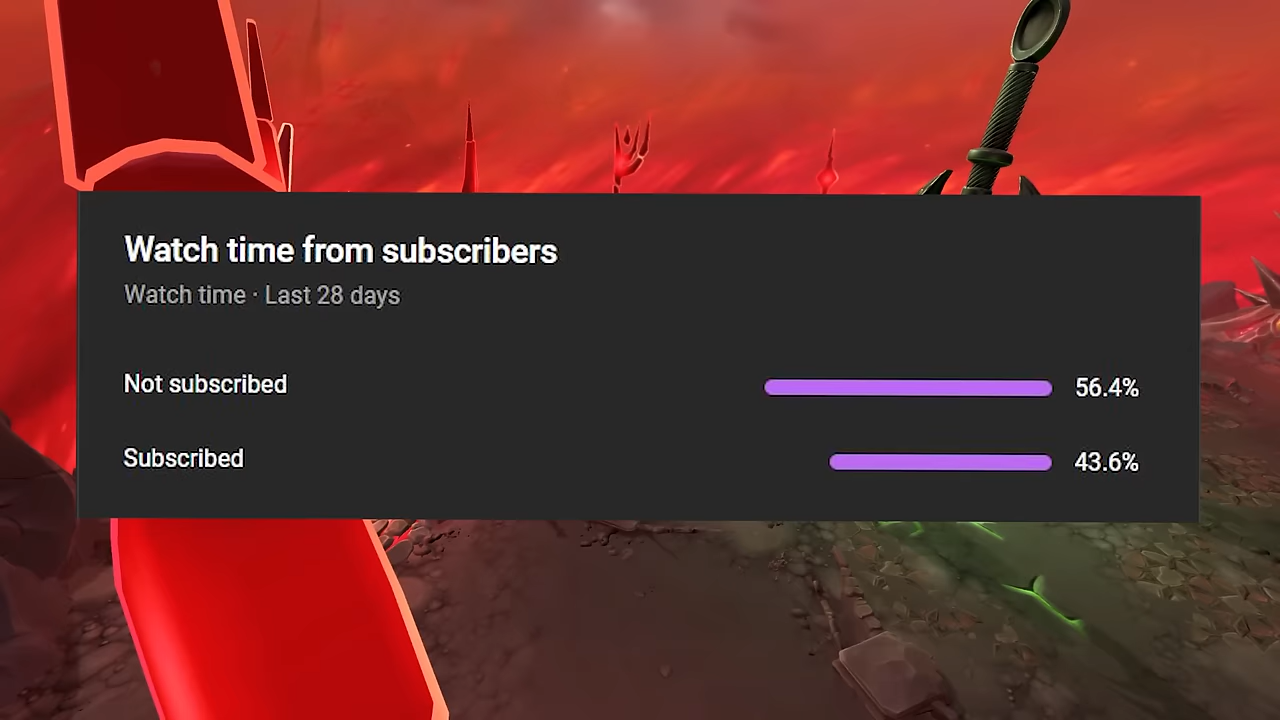 Watch time from subscribers
Watch time · Last 28 days
Not subscribed 56.4%
Subscribed 43.6%